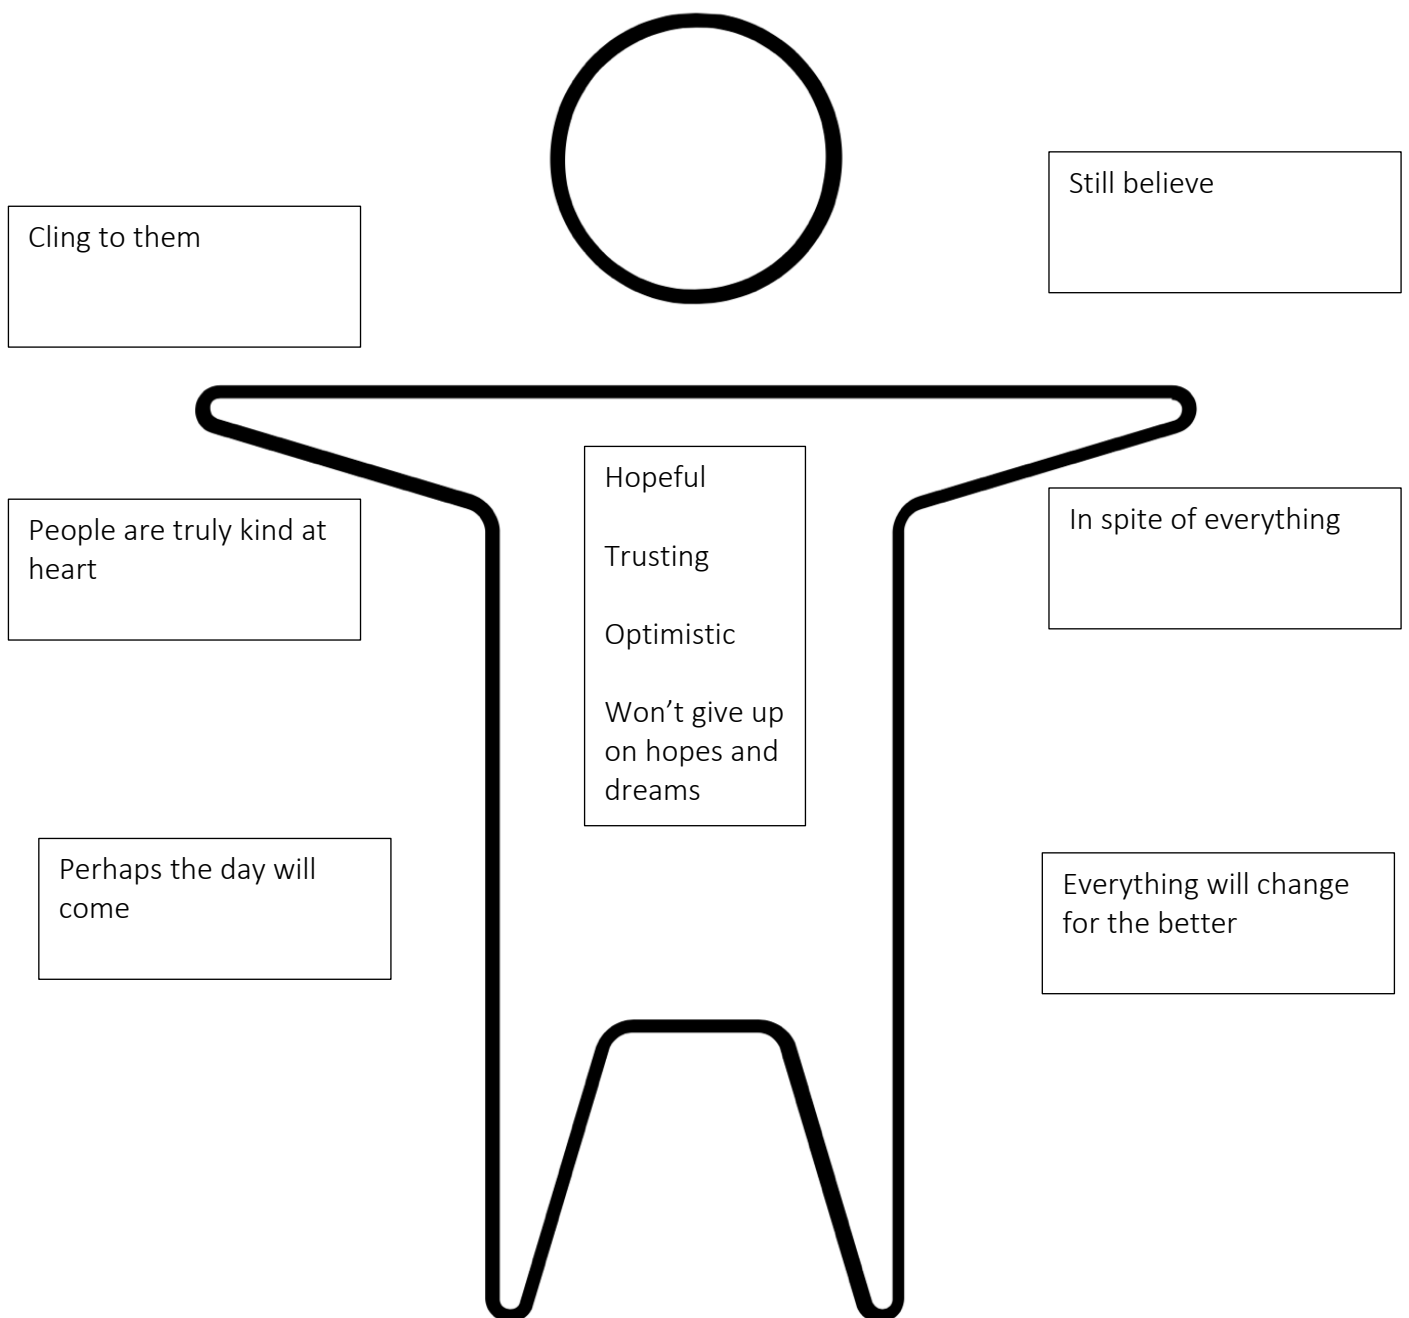 Still believe
Cling to them
Hopeful
Trusting
Optimistic
Won’t give up
on hopes and
dreams
People are truly kind at
heart
In spite of everything
Perhaps the day will
come
Everything will change
for the better